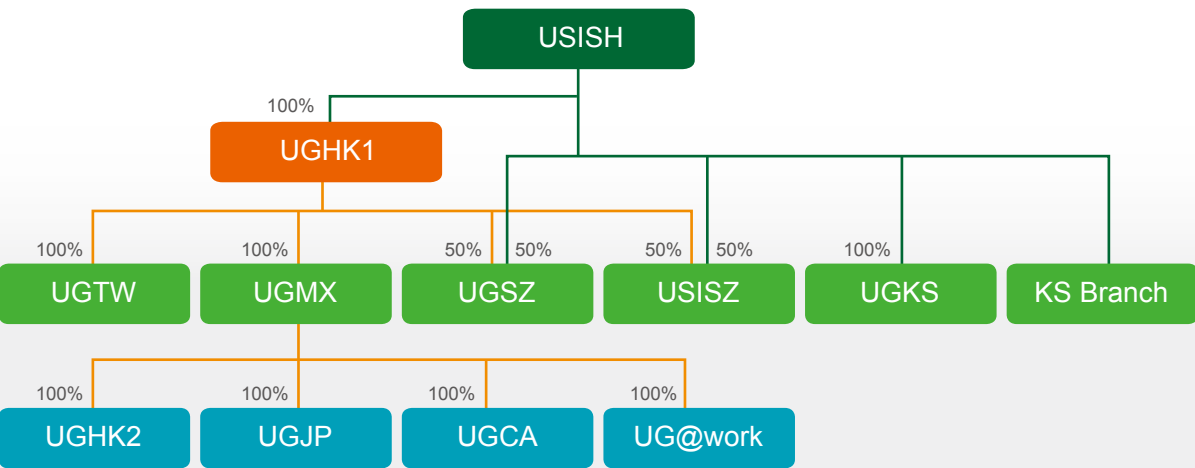 USISH
100%
UGHK1
100% 100% 50% 50% 50% 50% 100%
UGTW UGMX UGSZ USISZ UGKS KS Branch
100% 100% 100% 100%
UGHK2 UGJP UGCA UG@work